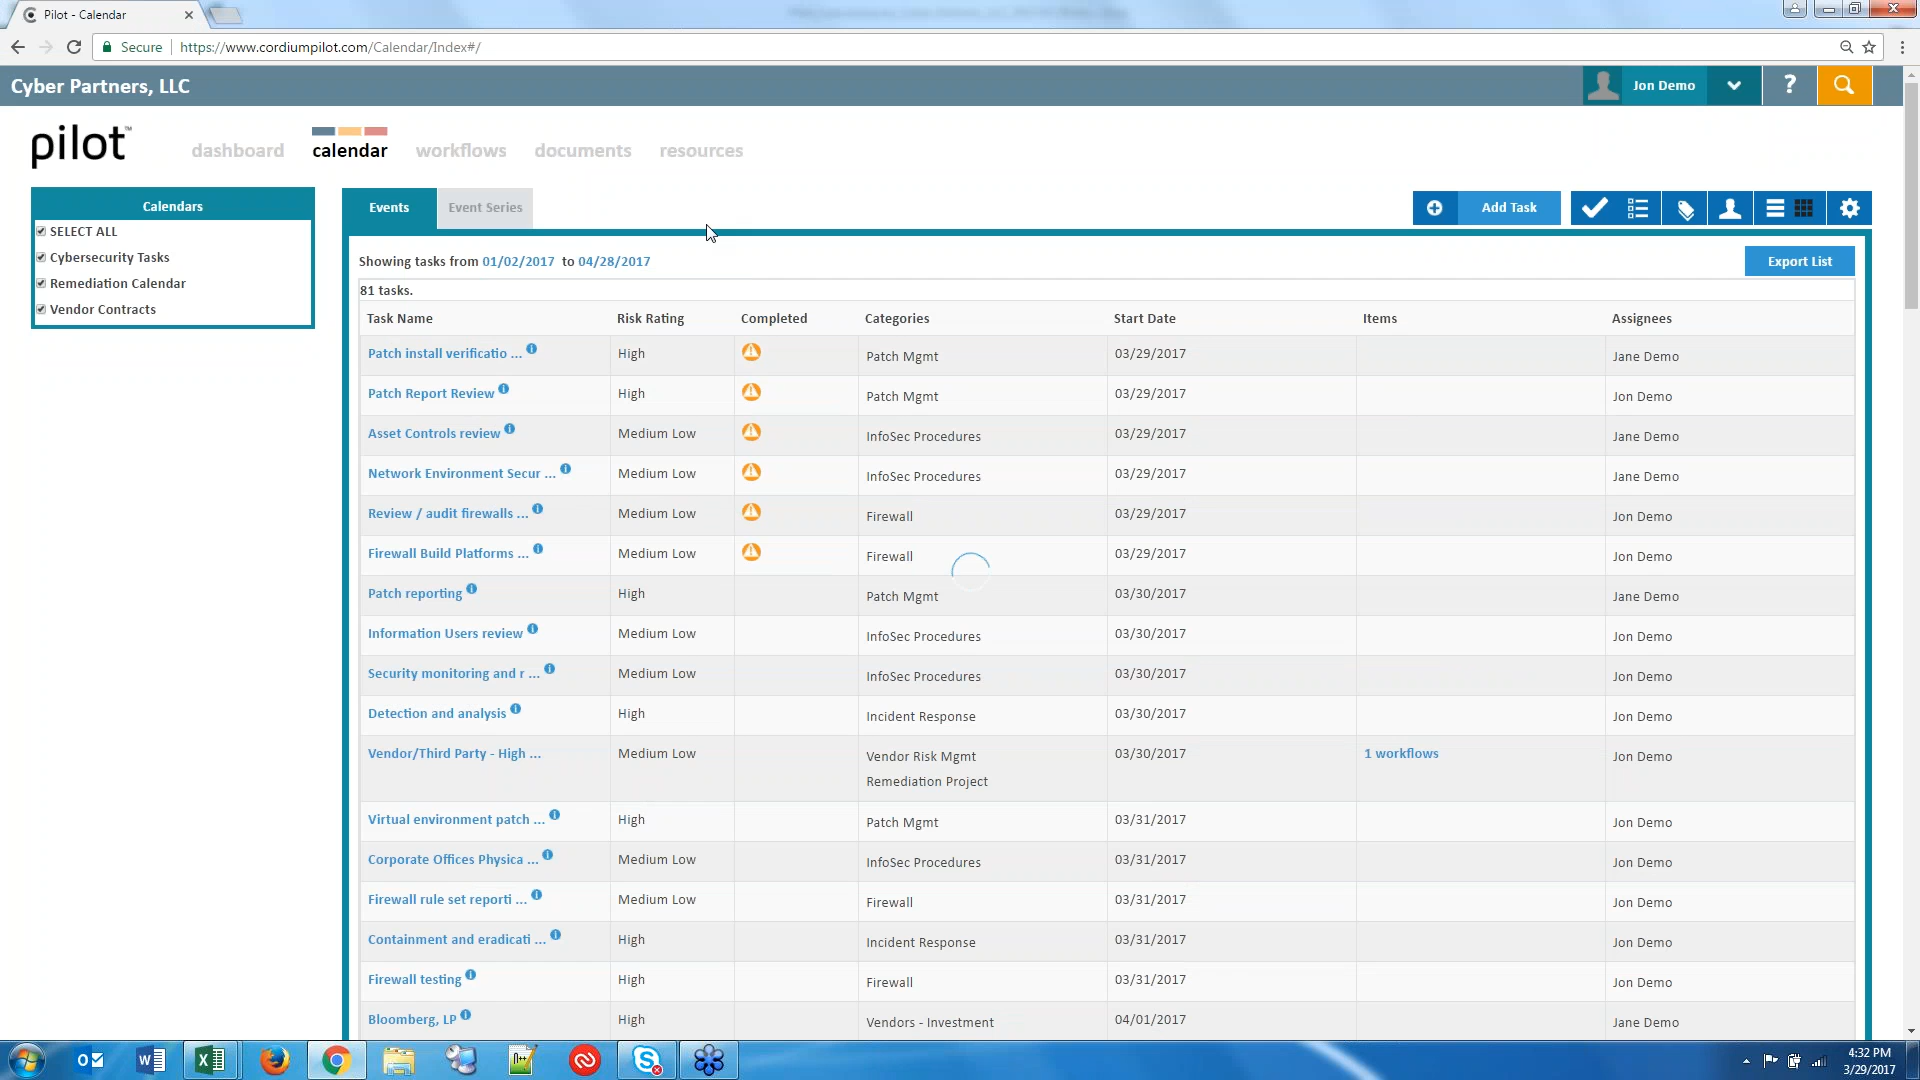 Pilot - Calendar
Secure https://www.cordiumpilot.com/Calendar/Index#/
Cyber Partners, LLC
Jon Demo
?
pilot™
dashboard calendar workflows documents resources
Calendars
SELECT ALL
Cybersecurity Tasks
Remediation Calendar
Vendor Contracts
Events Event Series
Add Task
Showing tasks from 01/02/2017 to 04/28/2017
Export List
81 tasks.
Task Name Risk Rating Completed Categories Start Date Items Assignees
Patch install verificatio ... High Patch Mgmt 03/29/2017 Jane Demo
Patch Report Review High Patch Mgmt 03/29/2017 Jon Demo
Asset Controls review Medium Low InfoSec Procedures 03/29/2017 Jane Demo
Network Environment Secur ... Medium Low InfoSec Procedures 03/29/2017 Jane Demo
Review / audit firewalls ... Medium Low Firewall 03/29/2017 Jon Demo
Firewall Build Platforms ... Medium Low Firewall 03/29/2017 Jon Demo
Patch reporting High Patch Mgmt 03/30/2017 Jane Demo
Information Users review Medium Low InfoSec Procedures 03/30/2017 Jon Demo
Security monitoring and r ... Medium Low InfoSec Procedures 03/30/2017 Jon Demo
Detection and analysis High Incident Response 03/30/2017 Jon Demo
Vendor/Third Party - High ... Medium Low Vendor Risk Mgmt 03/30/2017 1 workflows Jon Demo
Remediation Project
Virtual environment patch ... High Patch Mgmt 03/31/2017 Jon Demo
Corporate Offices Physica ... Medium Low InfoSec Procedures 03/31/2017 Jon Demo
Firewall rule set reporti ... Medium Low Firewall 03/31/2017 Jon Demo
Containment and eradicati ... High Incident Response 03/31/2017 Jon Demo
Firewall testing High Firewall 03/31/2017 Jon Demo
Bloomberg, LP High Vendors - Investment 04/01/2017 Jane Demo
4:32 PM
3/29/2017